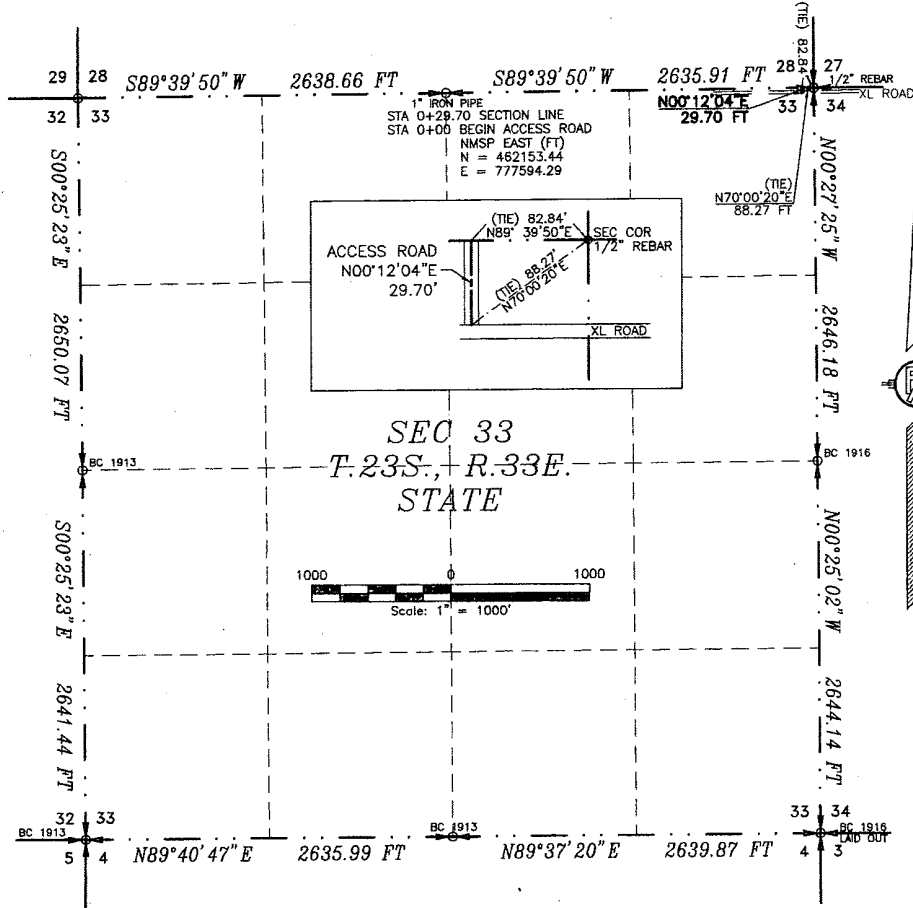 (TIE) 82.84'
29 28
S89°39'50"W 2638.66 FT
S89°39'50"W 2635.91 FT
28 27
1/2" REBAR
XL ROAD
32 33
1" IRON PIPE
STA 0+29.70 SECTION LINE
STA 0+00 BEGIN ACCESS ROAD
NMSP EAST (FT)
N = 462153.44
E = 777594.29
N00°12'04"E
29.70 FT
33 34
(TIE)
N70°00'20"E
88.27 FT
S00°25'23"E 2650.07 FT
N00°27'25"W 2646.18 FT
(TIE) 82.84'
N89° 39'50"E
SEC COR
1/2" REBAR
ACCESS ROAD
N00°12'04"E
29.70'
(TIE) 88.27'
N70°00'20"E
XL ROAD
SEC 33
T.23S., R.33E.
STATE
BC 1913
BC 1916
1000 0 1000
Scale: 1" = 1000'
S00°25'23"E 2641.44 FT
N00°25'02"W 2644.14 FT
32 33
BC 1913
5 4
BC 1913
33 34
BC 1916
LAID OUT
4 3
N89°40'47"E 2635.99 FT
N89°37'20"E 2639.87 FT